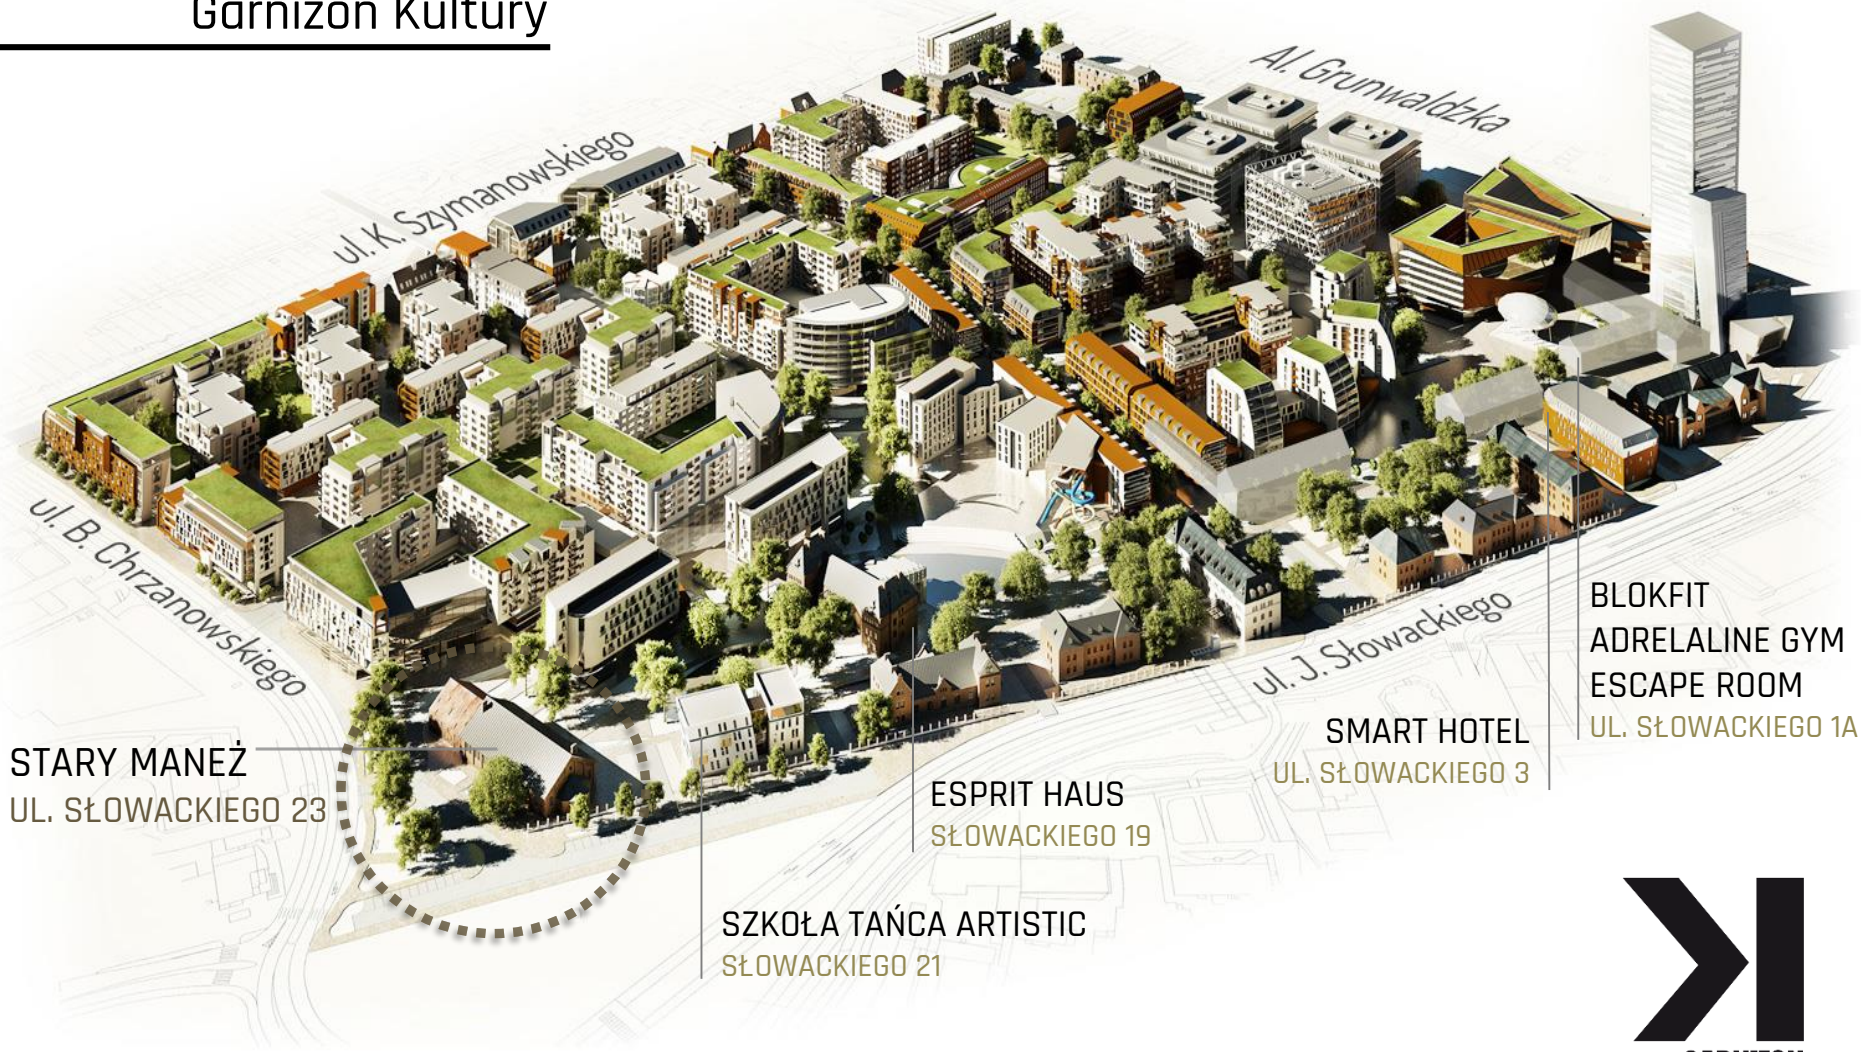 Garnizon Kultury
Al. Grunwaldzka
ul. K. Szymanowskiego
ul. B. Chrzanowskiego
ul. J. Słowackiego
STARY MANEŻ
UL. SŁOWACKIEGO 23
SZKOŁA TAŃCA ARTISTIC
SŁOWACKIEGO 21
ESPRIT HAUS
SŁOWACKIEGO 19
SMART HOTEL
UL. SŁOWACKIEGO 3
BLOKFIT
ADRELALINE GYM
ESCAPE ROOM
UL. SŁOWACKIEGO 1A
GARNIZON